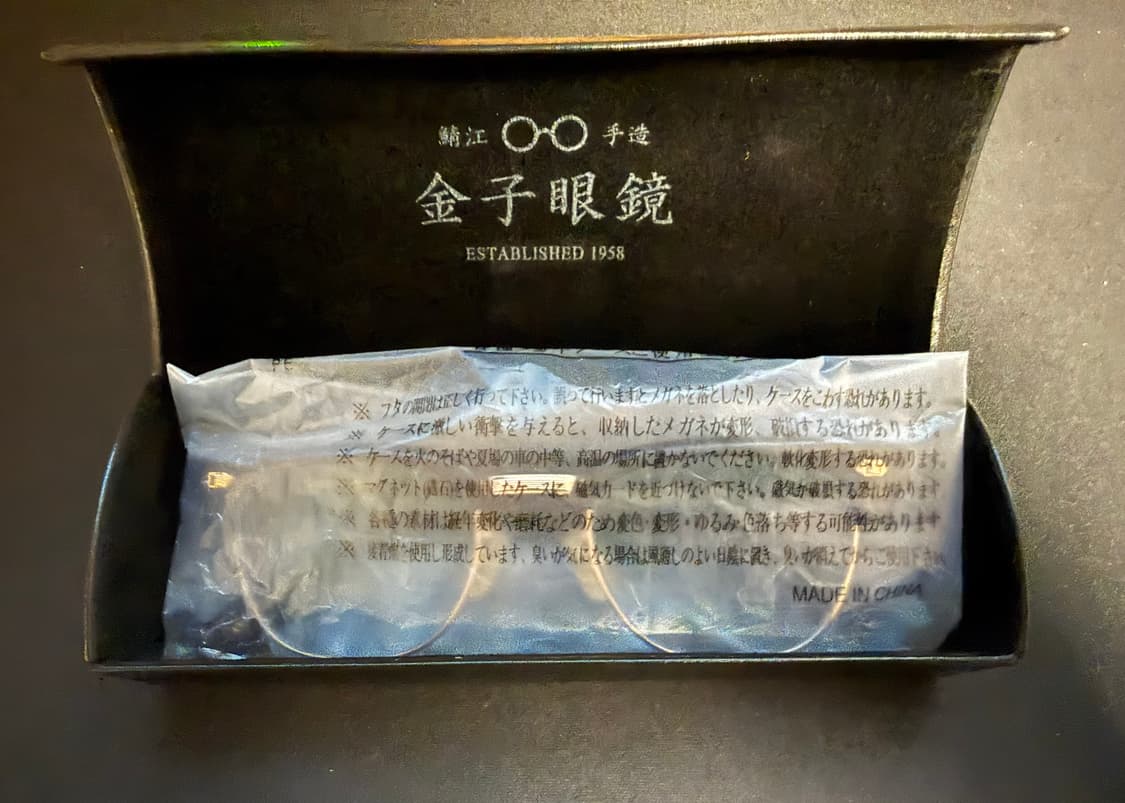 鯖江 手造
金子眼鏡
ESTABLISHED 1958
PE
※ フタの開閉は正しく行って下さい。誤って行いますとメガネを落としたり、ケースをこわす恐れがあります。
※ ケースに激しい衝撃を与えると、収納したメガネが変形、破損する恐れがあります。
※ ケースを火のそばや夏場の車の中等、高温の場所に置かないでください。軟化変形する恐れがあります。
※ マグネット(磁石)を使用したケースに、磁気カードを近づけないで下さい。磁気が破損する恐れがあります
※ 各種の素材は経年変化や磨耗などのため変色・変形・ゆるみ・色落ち等する可能性があります
※ 接着剤を使用し形成しています、臭いが気になる場合は風通しのよい日陰に置き、臭いが消えてからご使用下さい
MADE IN CHINA